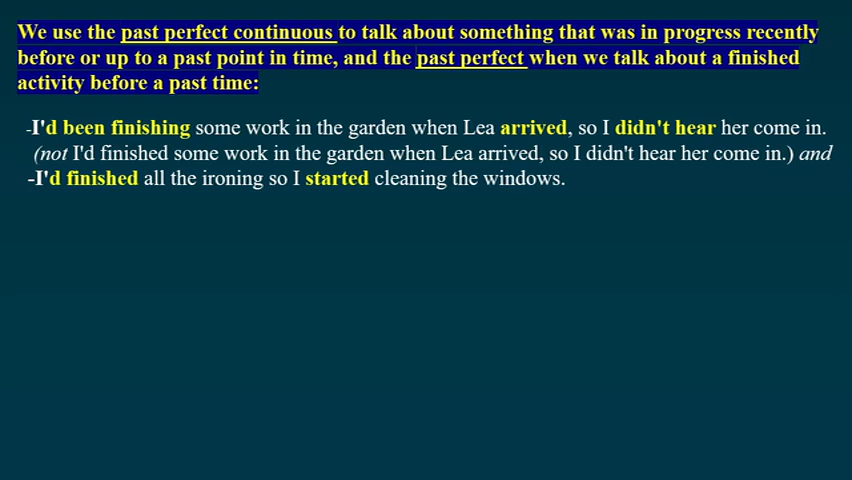 We use the past perfect continuous to talk about something that was in progress recently
before or up to a past point in time, and the past perfect when we talk about a finished
activity before a past time:
-I'd been finishing some work in the garden when Lea arrived, so I didn't hear her come in.
(not I'd finished some work in the garden when Lea arrived, so I didn't hear her come in.) and
-I'd finished all the ironing so I started cleaning the windows.